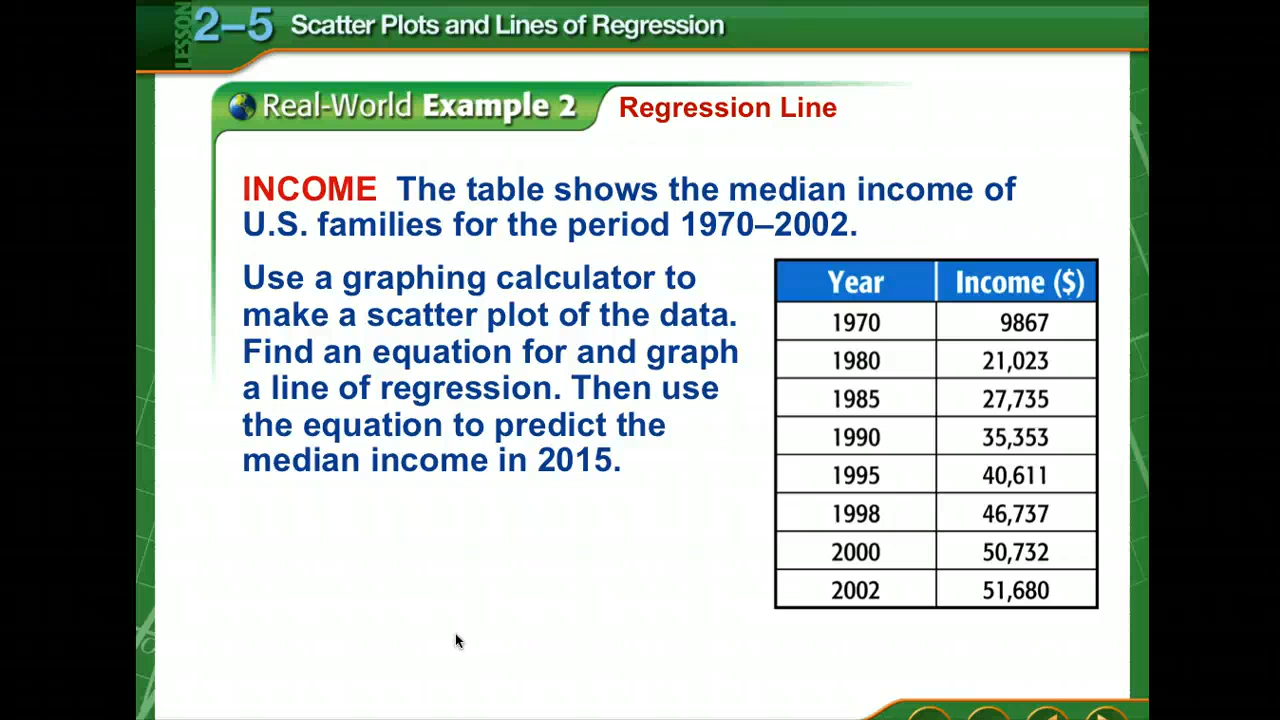 LESSON 2–5 Scatter Plots and Lines of Regression
Real-World Example 2 Regression Line
INCOME The table shows the median income of
U.S. families for the period 1970–2002.
Use a graphing calculator to
make a scatter plot of the data.
Find an equation for and graph
a line of regression. Then use
the equation to predict the
median income in 2015.
Year Income ($)
1970 9867
1980 21,023
1985 27,735
1990 35,353
1995 40,611
1998 46,737
2000 50,732
2002 51,680